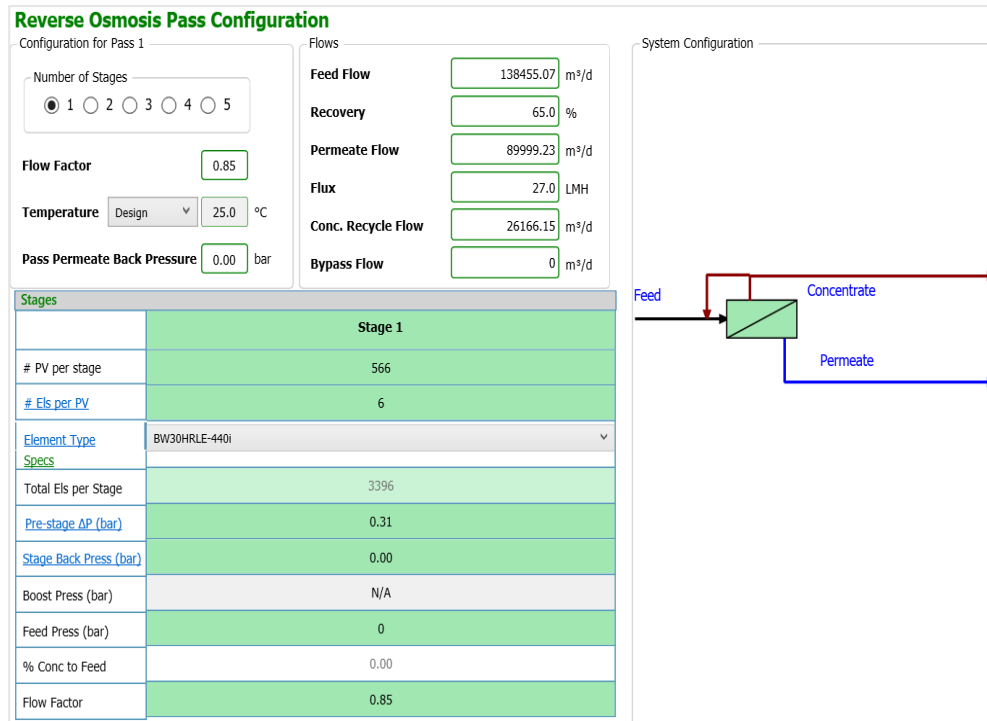 Reverse Osmosis Pass Configuration
Configuration for Pass 1
Number of Stages
1 2 3 4 5
Flow Factor 0.85
Temperature Design 25.0 °C
Pass Permeate Back Pressure 0.00 bar
Flows
Feed Flow 138455.07 m³/d
Recovery 65.0 %
Permeate Flow 89999.23 m³/d
Flux 27.0 LMH
Conc. Recycle Flow 26166.15 m³/d
Bypass Flow 0 m³/d
System Configuration
Feed
Concentrate
Permeate
Stages
Stage 1
# PV per stage 566
# Els per PV 6
Element Type BW30HRLE-440i
Specs
Total Els per Stage 3396
Pre-stage ΔP (bar) 0.31
Stage Back Press (bar) 0.00
Boost Press (bar) N/A
Feed Press (bar) 0
% Conc to Feed 0.00
Flow Factor 0.85